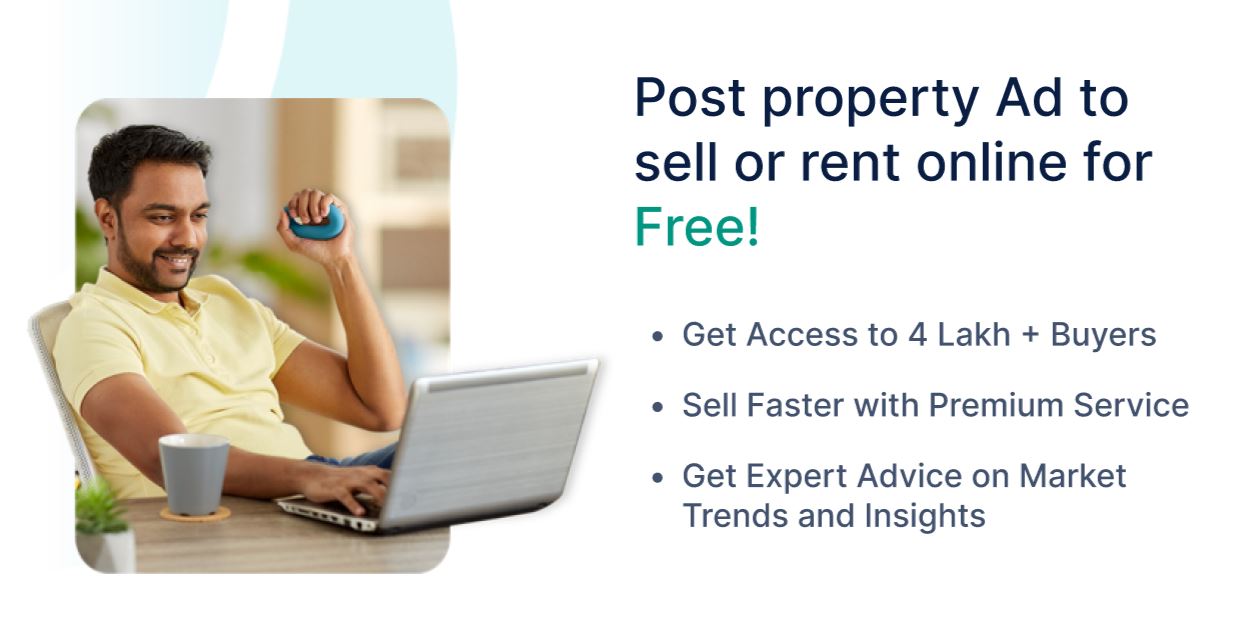 Post property Ad to
sell or rent online for
Free!
• Get Access to 4 Lakh + Buyers
• Sell Faster with Premium Service
• Get Expert Advice on Market
Trends and Insights